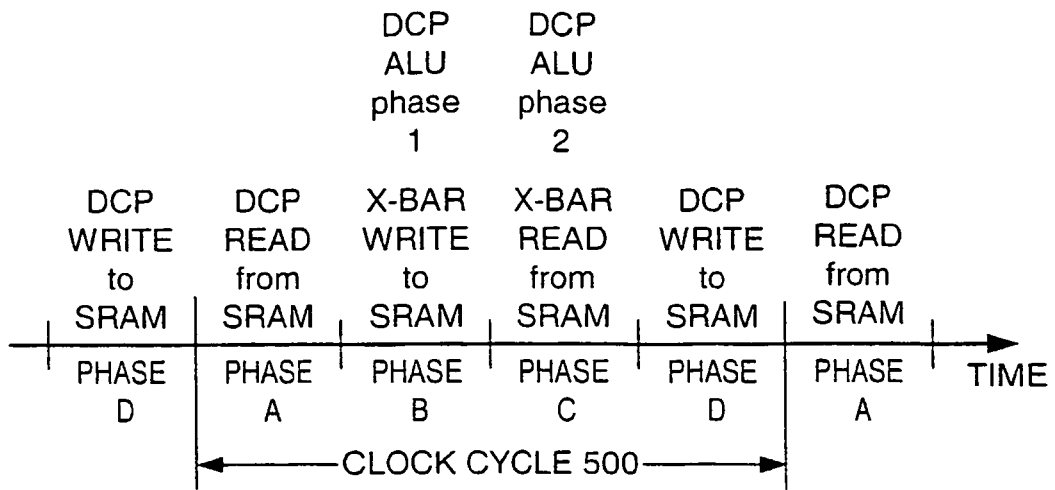 DCP DCP
ALU ALU
phase phase
1 2
DCP DCP X-BAR X-BAR DCP DCP
WRITE READ WRITE READ WRITE READ
to from to from to from
SRAM SRAM SRAM SRAM SRAM SRAM
PHASE PHASE PHASE PHASE PHASE PHASE TIME
D A B C D A
CLOCK CYCLE 500